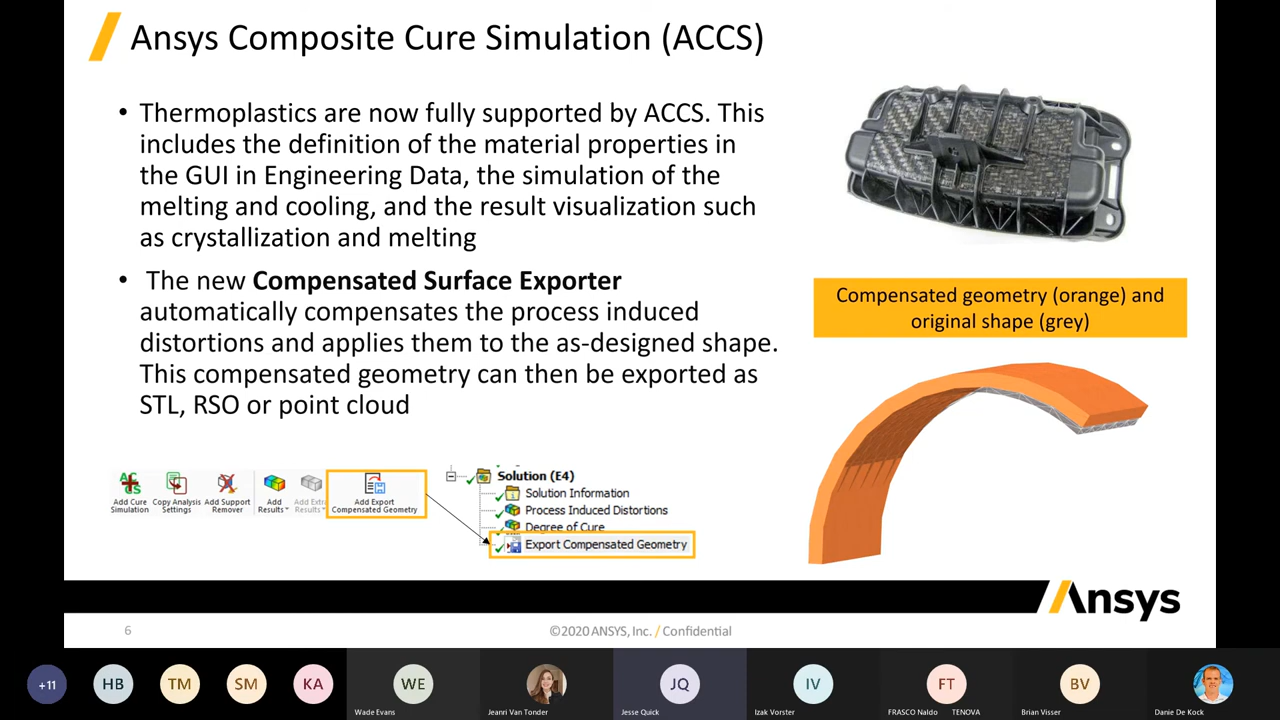 Ansys Composite Cure Simulation (ACCS)
• Thermoplastics are now fully supported by ACCS. This
includes the definition of the material properties in
the GUI in Engineering Data, the simulation of the
melting and cooling, and the result visualization such
as crystallization and melting
• The new Compensated Surface Exporter
automatically compensates the process induced
distortions and applies them to the as-designed shape.
This compensated geometry can then be exported as
STL, RSO or point cloud
Compensated geometry (orange) and
original shape (grey)
Add Cure
Simulation
Copy Analysis
Settings
Add Support
Remover
Add
Results
Add Extra
Results
Add Export
Compensated Geometry
Solution (E4)
Solution Information
Process Induced Distortions
Degree of Cure
Export Compensated Geometry
Ansys
6
©2020 ANSYS, Inc. / Confidential
+11
HB
TM
SM
KA
WE
JQ
IV
FT
BV
Wade Evans
Jeanri Van Tonder
Jesse Quick
Izak Vorster
FRASCO Naldo TENOVA
Brian Visser
Danie De Kock